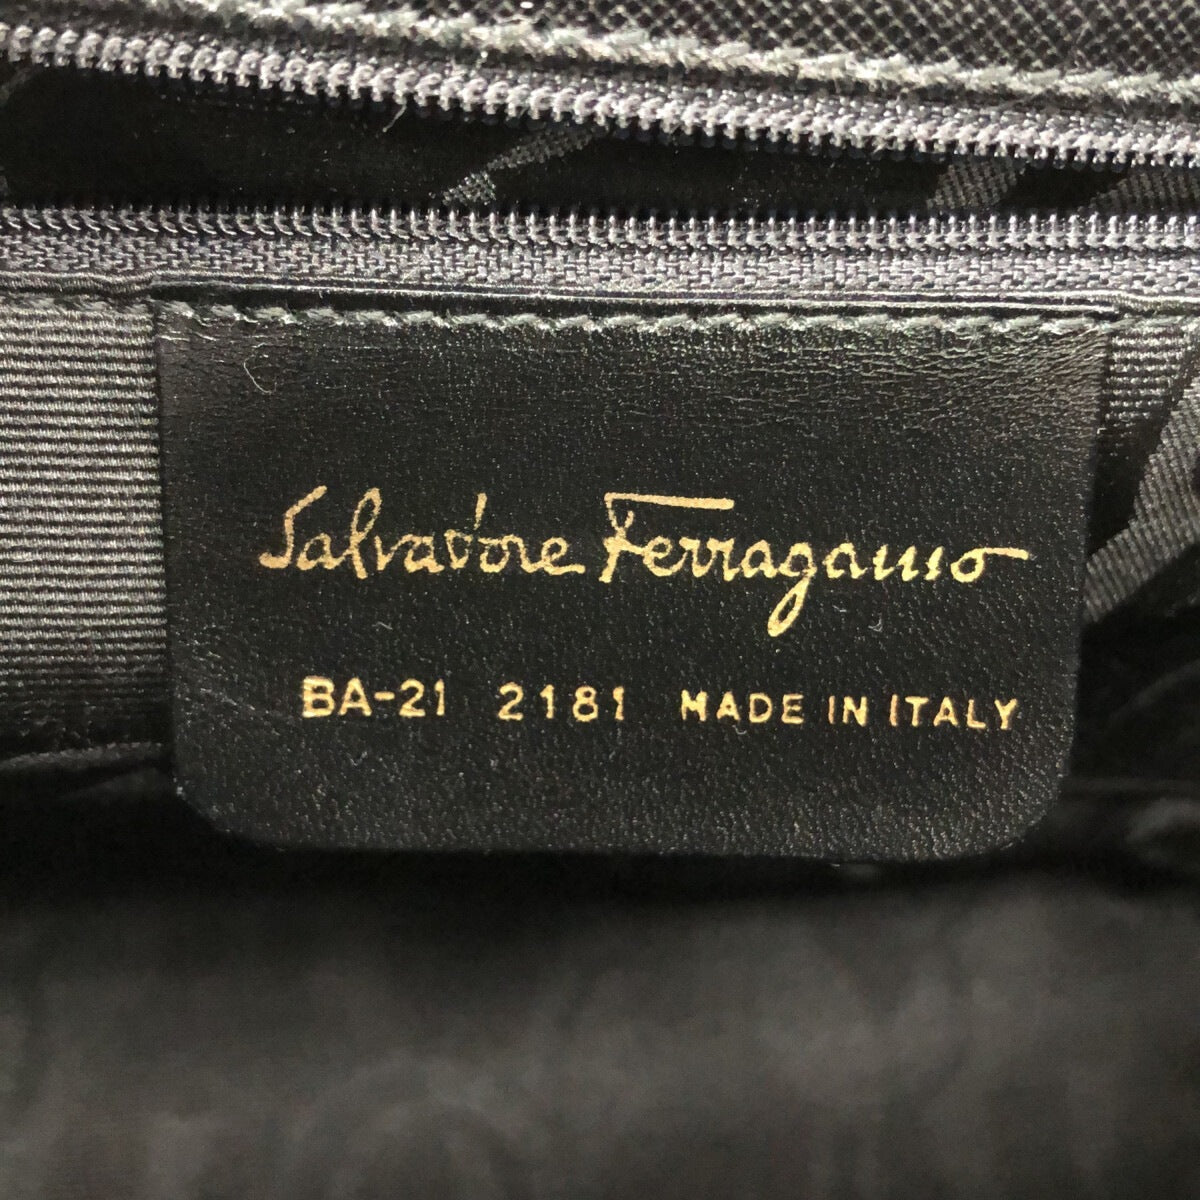 Salvatore Ferragamo
BA-21 2181 MADE IN ITALY